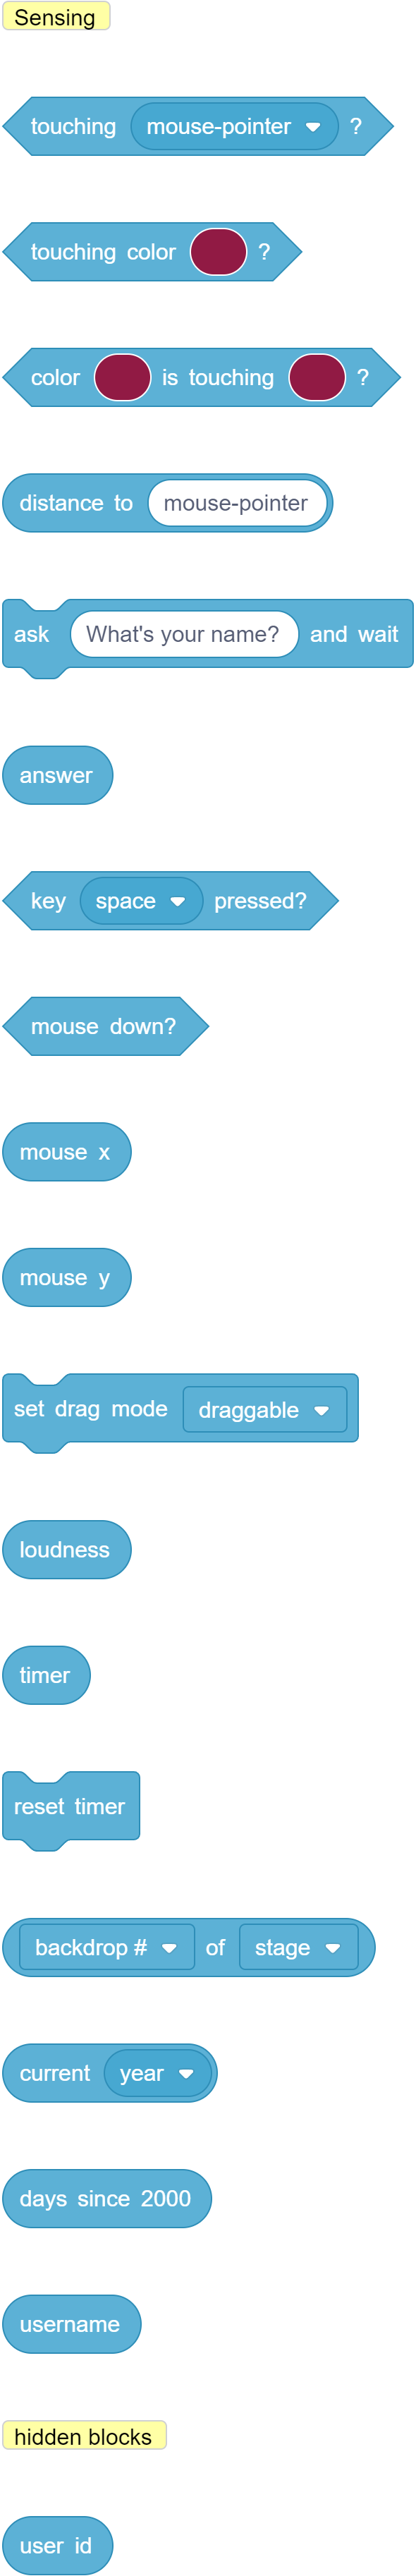 Sensing
touching mouse-pointer ?
touching color ?
color is touching ?
distance to mouse-pointer
ask What's your name? and wait
answer
key space pressed?
mouse down?
mouse x
mouse y
set drag mode draggable
loudness
timer
reset timer
backdrop # of stage
current year
days since 2000
username
hidden blocks
user id